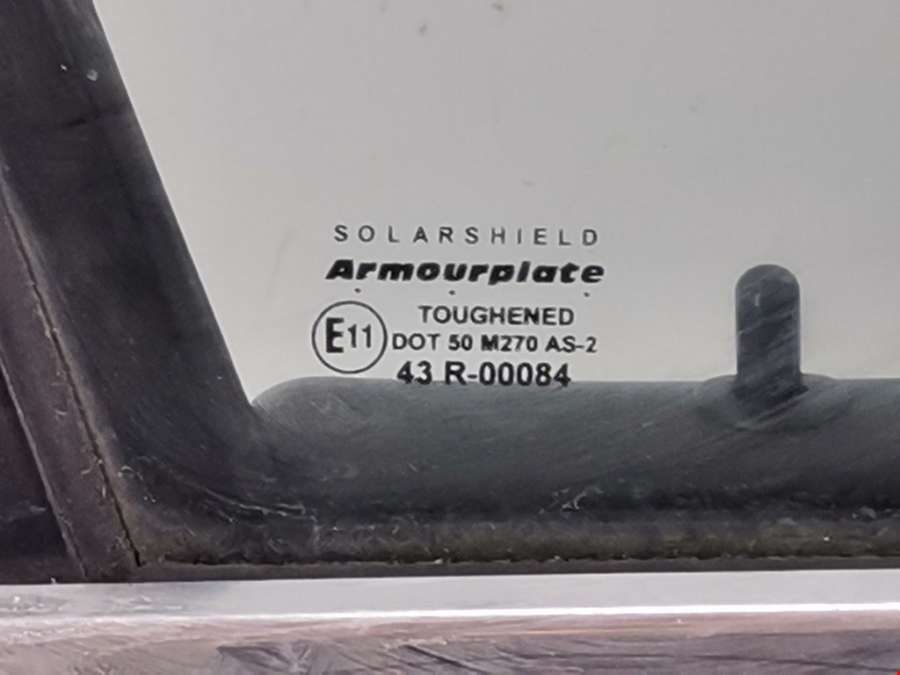 SOLARSHIELD
Armourplate
TOUGHENED
E11 DOT 50 M270 AS-2
43 R-00084